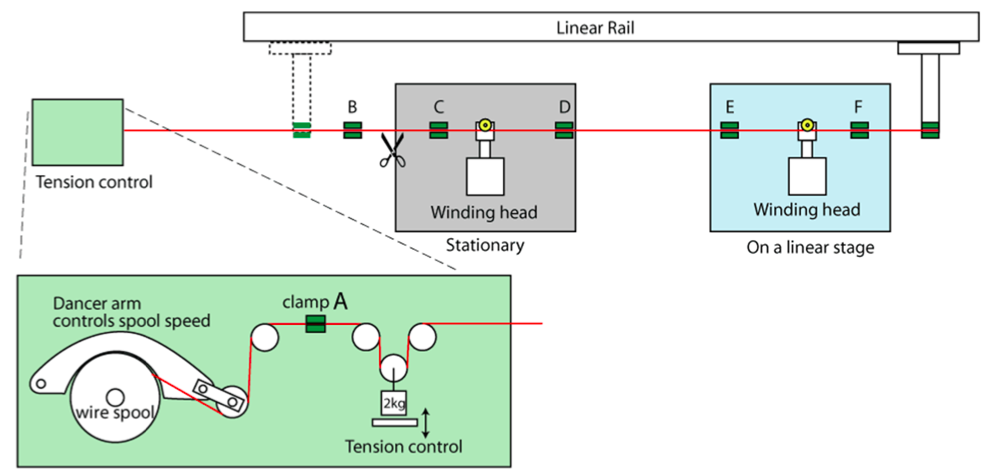 Linear Rail
B
C
D
E
F
Tension control
Winding head
Stationary
Winding head
On a linear stage
Dancer arm
controls spool speed
clamp A
wire spool
2kg
Tension control